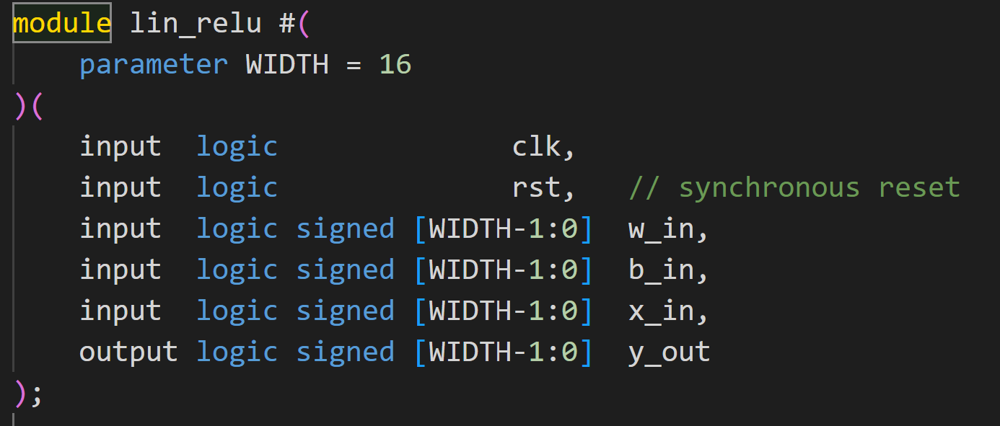 module lin_relu #(
    parameter WIDTH = 16
)(
    input  logic              clk,
    input  logic              rst,   // synchronous reset
    input  logic signed [WIDTH-1:0]  w_in,
    input  logic signed [WIDTH-1:0]  b_in,
    input  logic signed [WIDTH-1:0]  x_in,
    output logic signed [WIDTH-1:0]  y_out
);